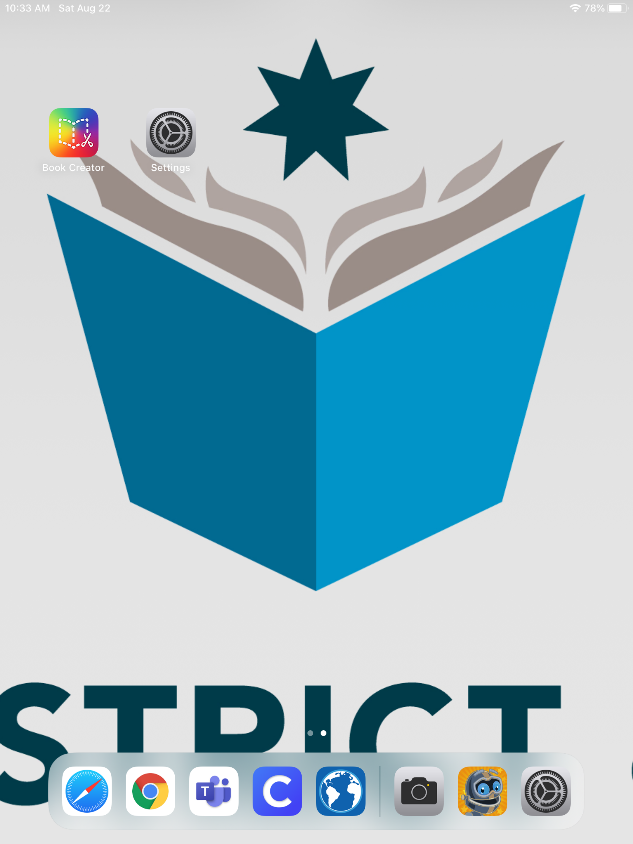 10:33 AM Sat Aug 22
78%
Book Creator
Settings
STRICT
T
C